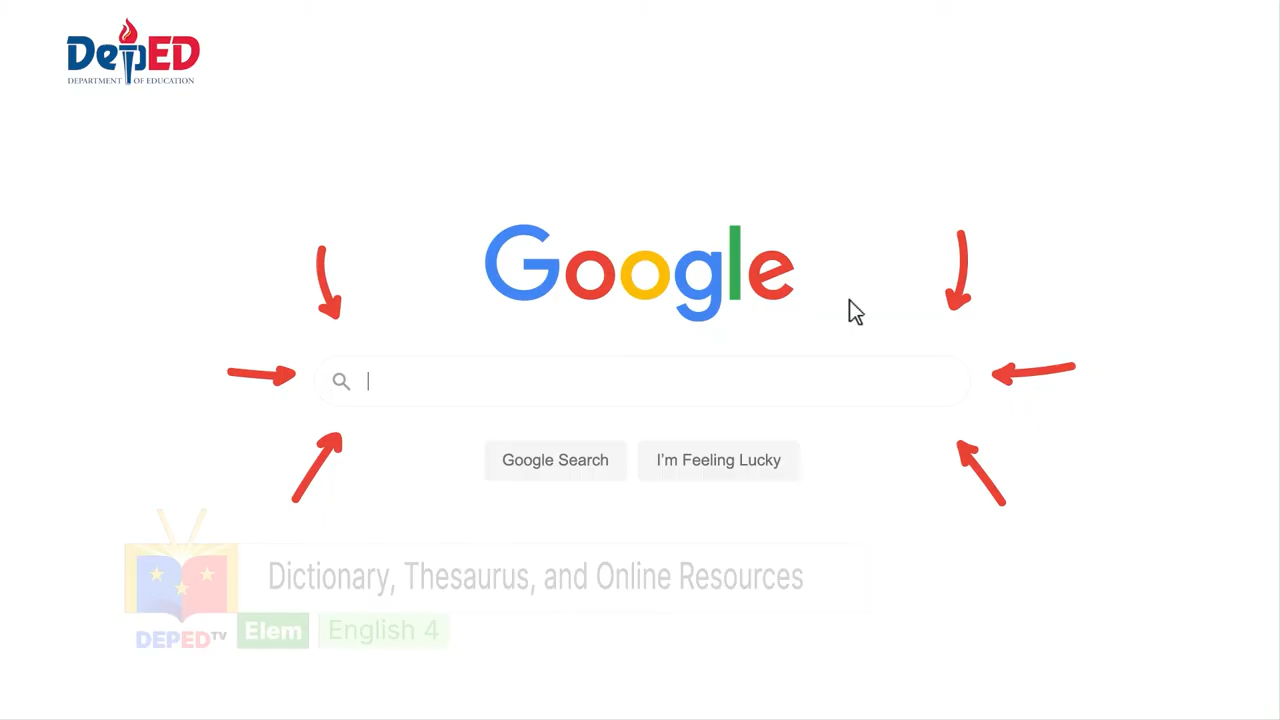 DepED
DEPARTMENT OF EDUCATION
Google
Google Search
I'm Feeling Lucky
Dictionary, Thesaurus, and Online Resources
DEPED TV
Elem
English 4